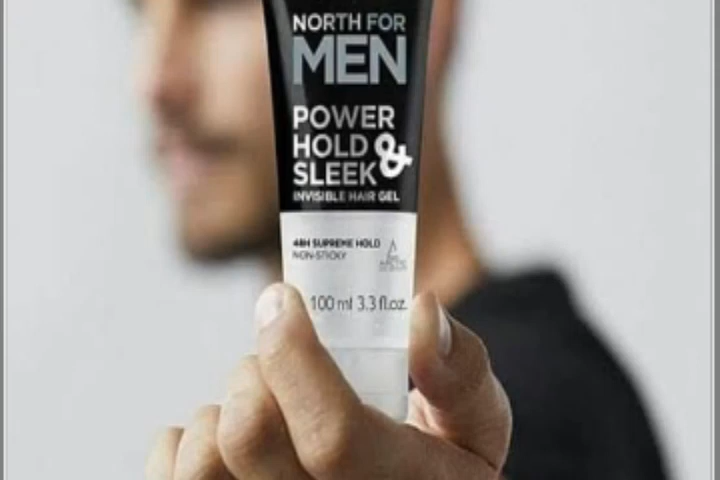 NORTH FOR
MEN
POWER
HOLD &
SLEEK
INVISIBLE HAIR GEL
48H SUPREME HOLD
NON-STICKY
100 ml 3.3 fl.oz.